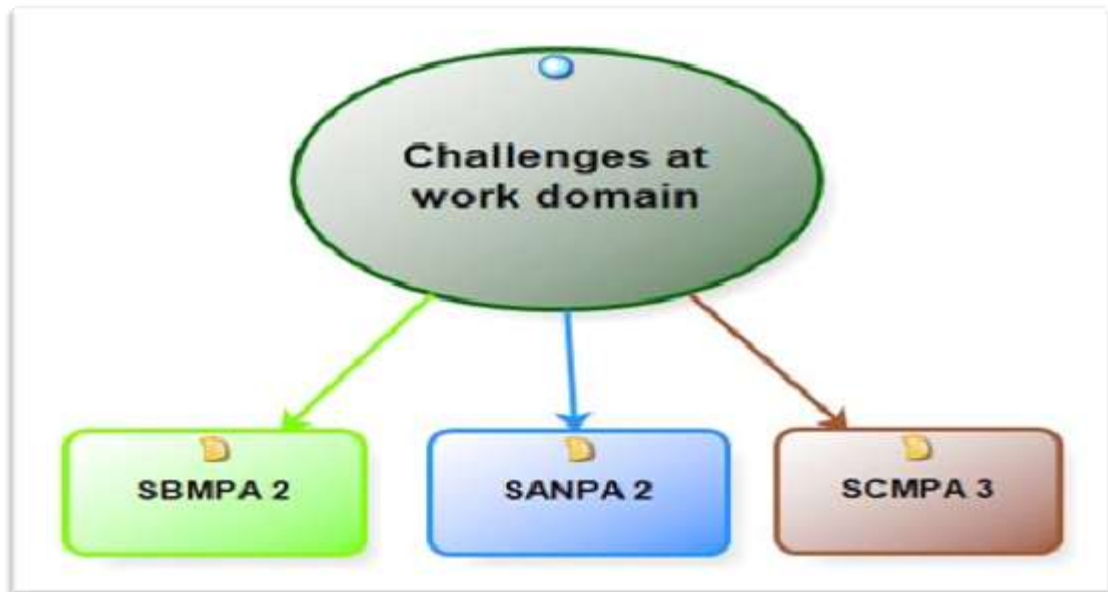 Challenges at
work domain
SBMPA 2
SANPA 2
SCMPA 3